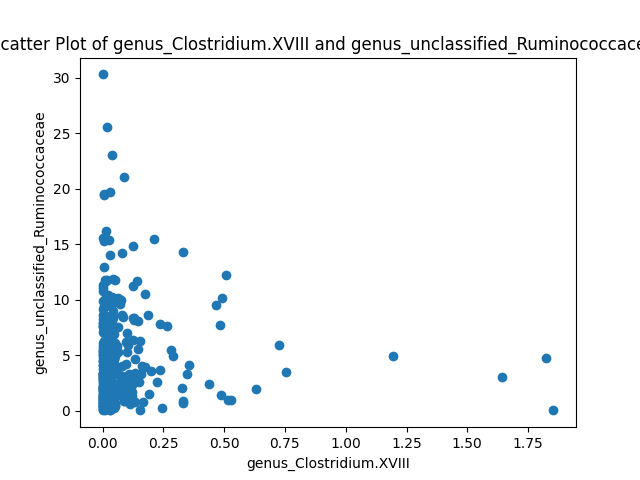 catter Plot of genus_Clostridium.XVIII and genus_unclassified_Ruminococcace
30
25
20
15
10
5
0
genus_unclassified_Ruminococcaceae
0.00 0.25 0.50 0.75 1.00 1.25 1.50 1.75
genus_Clostridium.XVIII